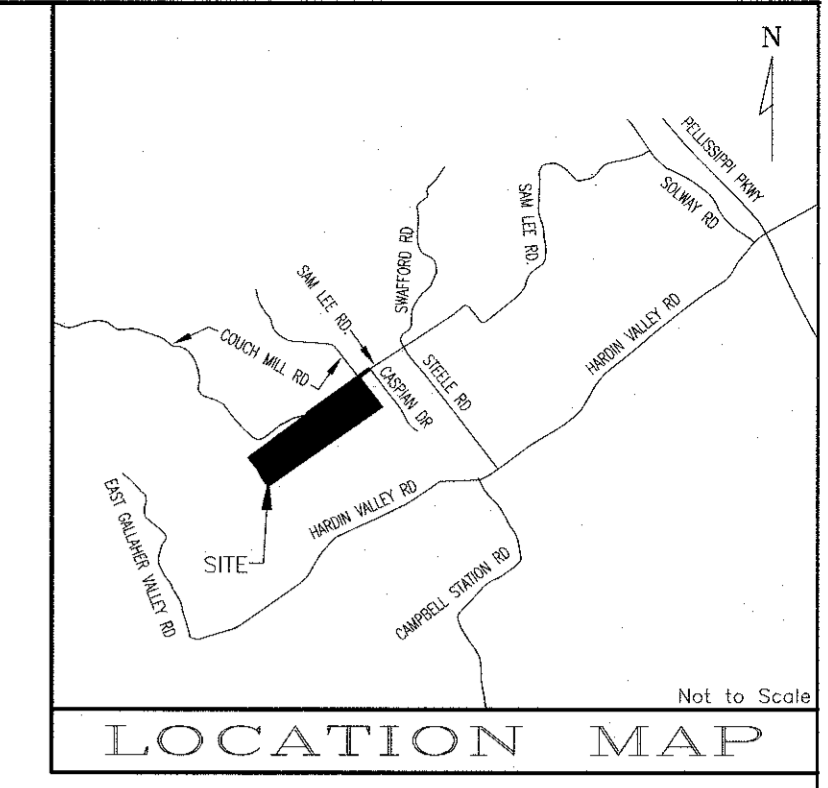 N
PELLISSIPPI PKWY
SOLWAY RD
SAM LEE RD.
SWAFFORD RD
SAM LEE RD.
HARDIN VALLEY RD
COUCH MILL RD
STEELE RD
CASPIAN DR
EAST GALLAHER VALLEY RD
HARDIN VALLEY RD
SITE
CAMPBELL STATION RD
Not to Scale
LOCATION MAP